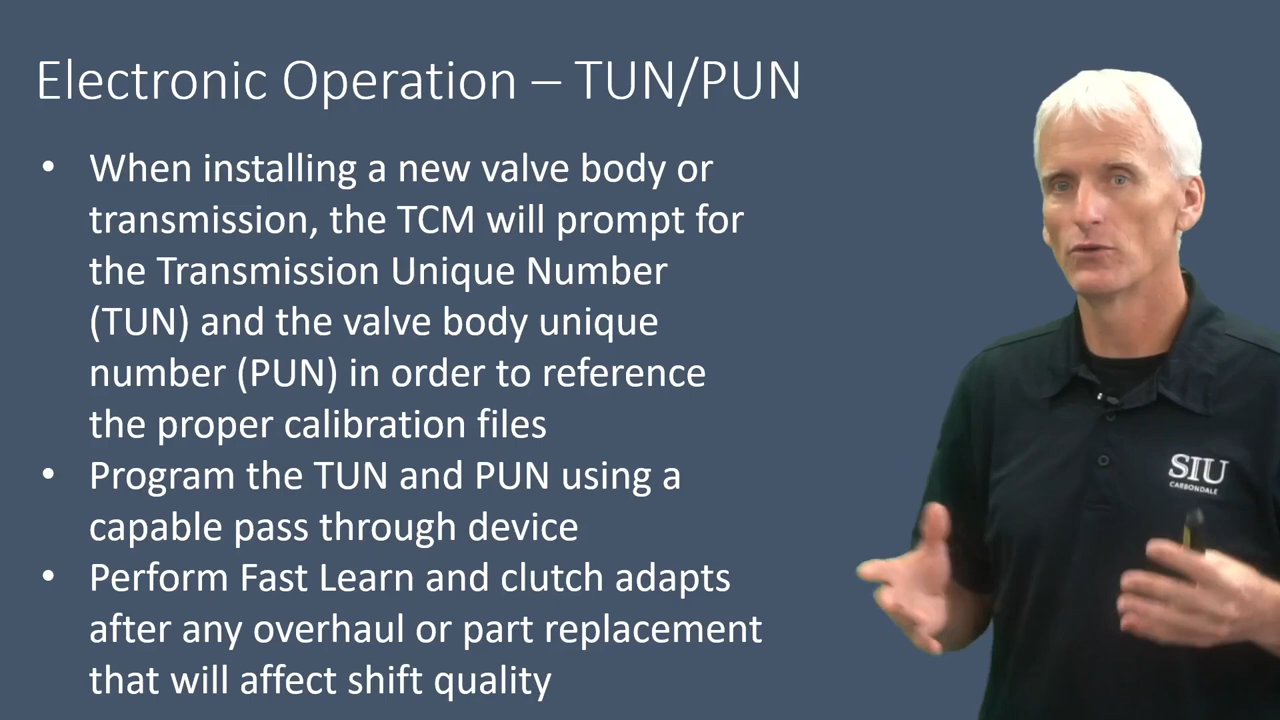 Electronic Operation – TUN/PUN
• When installing a new valve body or
transmission, the TCM will prompt for
the Transmission Unique Number
(TUN) and the valve body unique
number (PUN) in order to reference
the proper calibration files
• Program the TUN and PUN using a
capable pass through device
• Perform Fast Learn and clutch adapts
after any overhaul or part replacement
that will affect shift quality
SIU
CARBONDALE